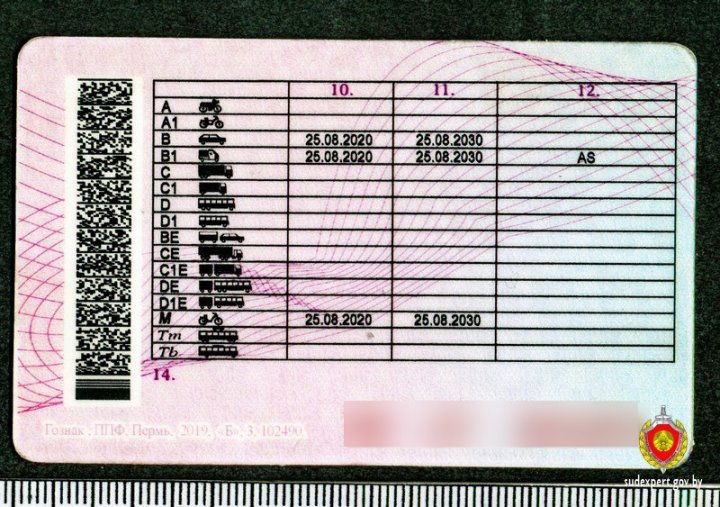 10. 11. 12.
A
A1
B 25.08.2020 25.08.2030
B1 25.08.2020 25.08.2030 AS
C
C1
D
D1
BE
CE
C1E
DE
D1E
M 25.08.2020 25.08.2030
Tm
Tb
14.
Гознак, ППФ, Пермь, 2019, «Б», 3, 102490
sudexpert.gov.by